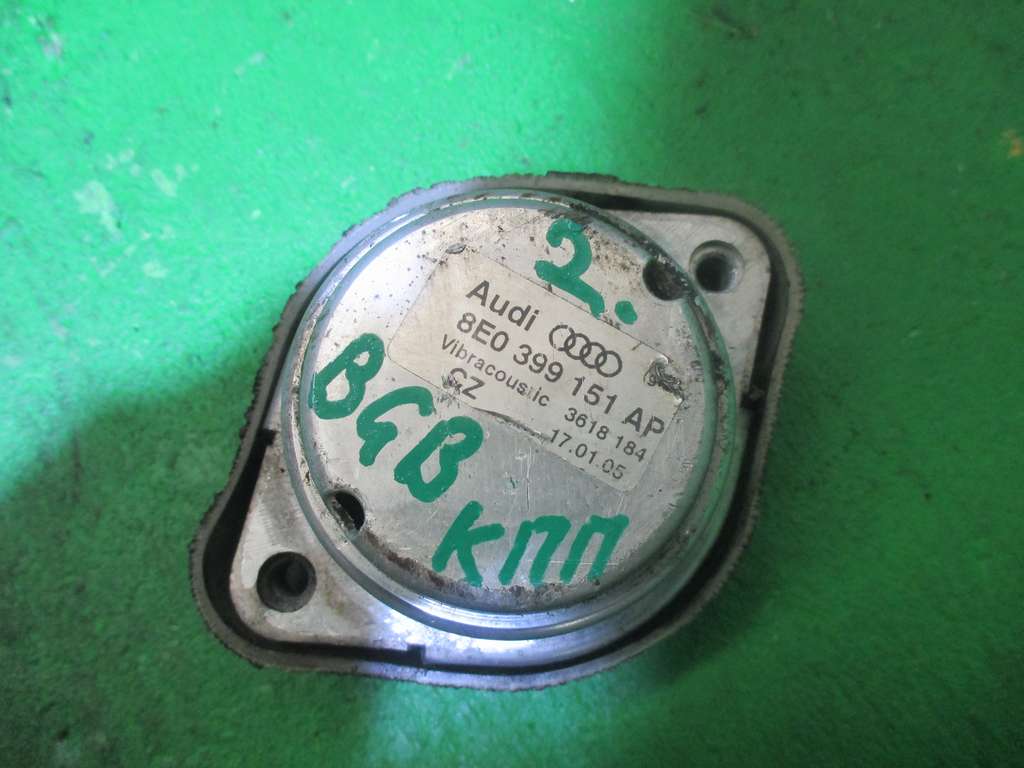 2.
Audi
8E0 399 151 AP
vibracoustic 3618 184
CZ 17.01.05
BGB
КПП